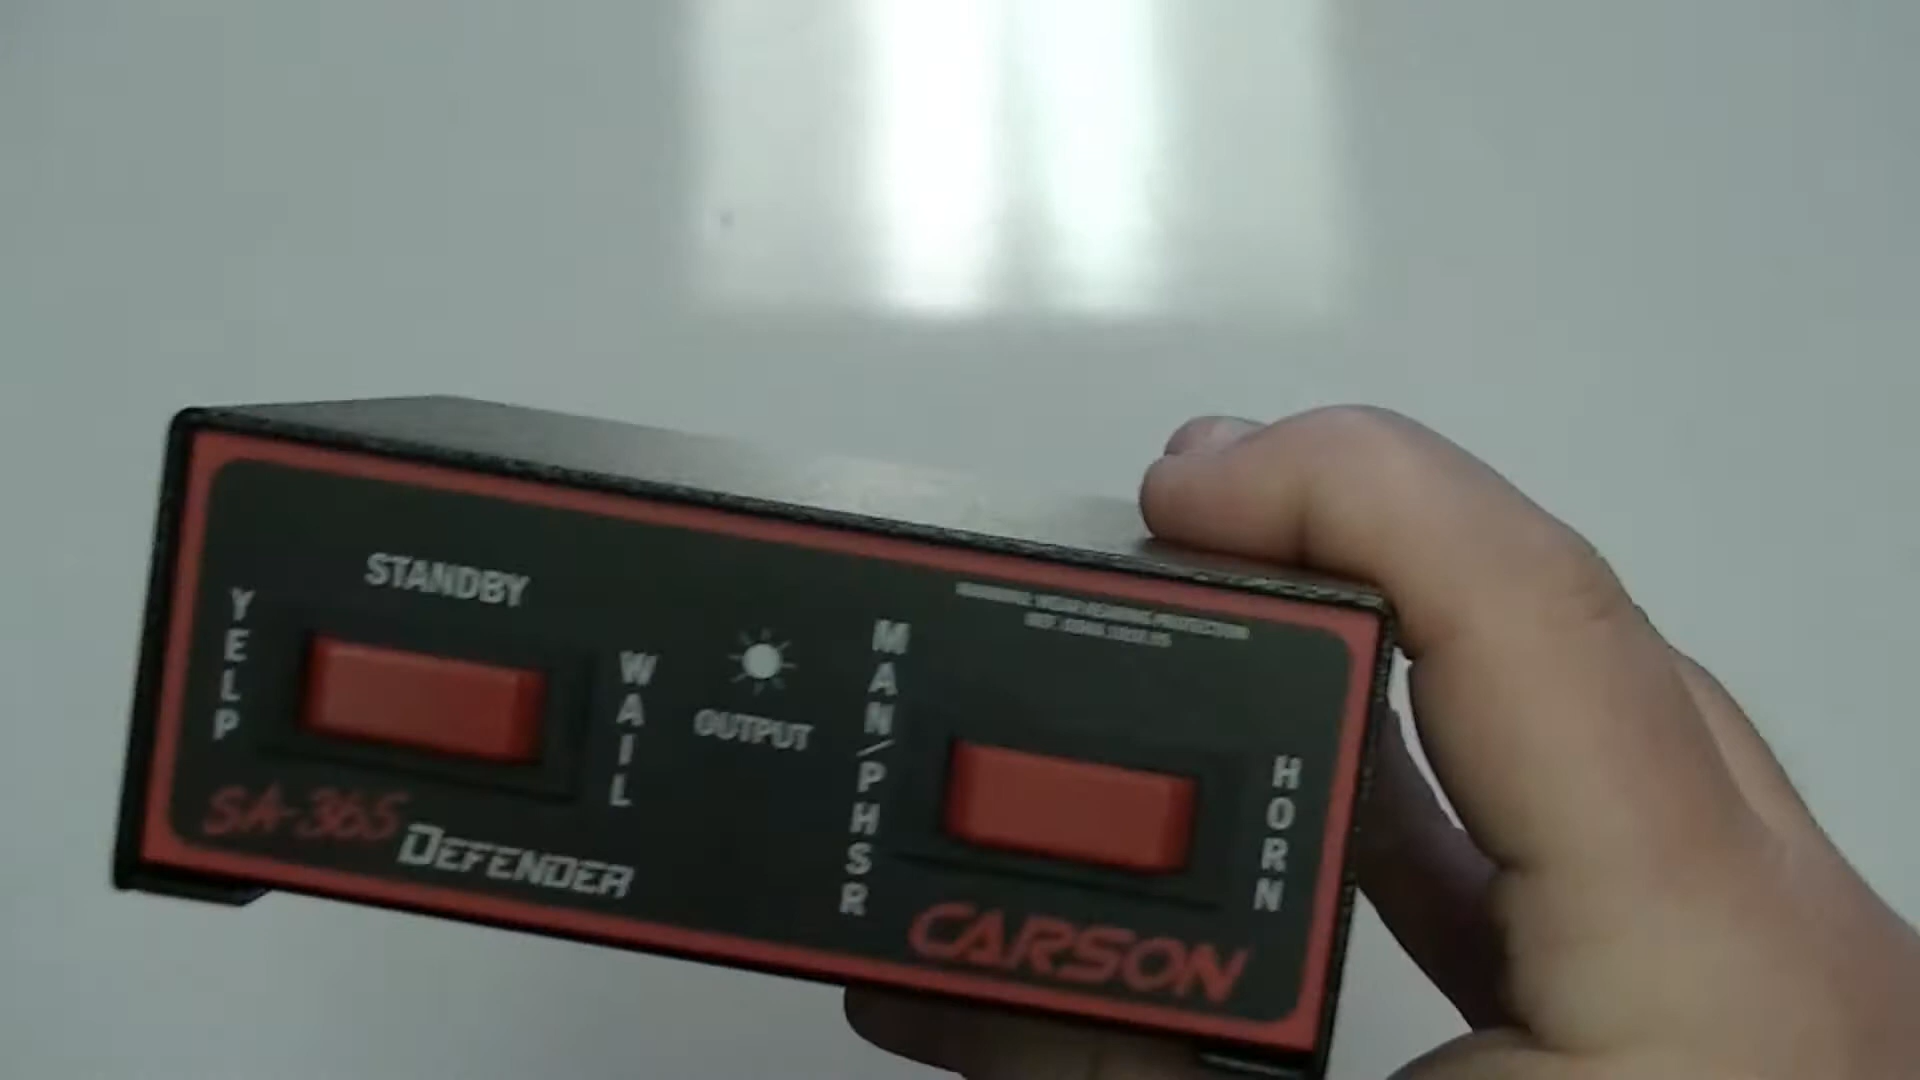 STANDBY
YELP
WAIL
OUTPUT
MAN/PHSR
HORN
SA-365
DEFENDER
CARSON